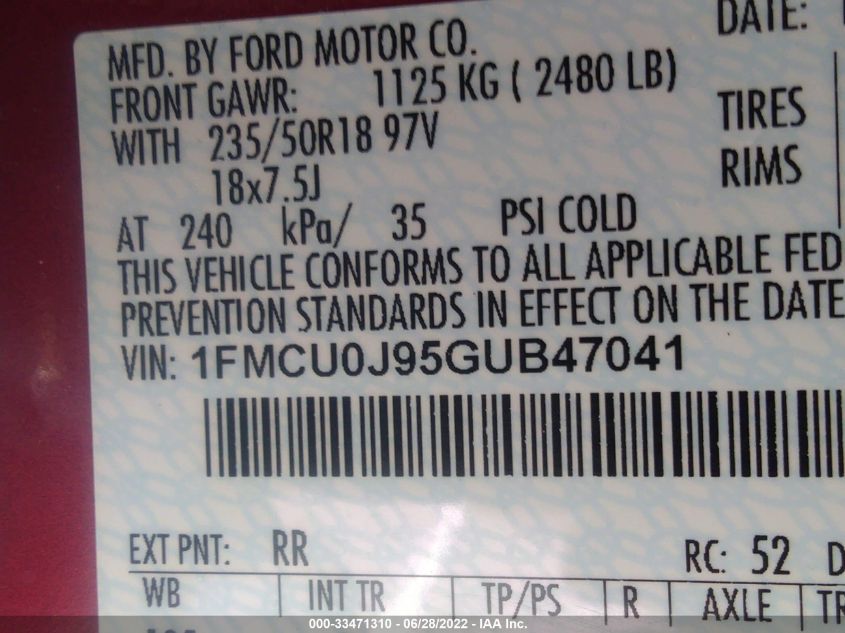 DATE:
MFD. BY FORD MOTOR CO.
FRONT GAWR: 1125 KG ( 2480 LB)
WITH 235/50R18 97V TIRES
18x7.5J RIMS
AT 240 kPa/ 35 PSI COLD
THIS VEHICLE CONFORMS TO ALL APPLICABLE FED
PREVENTION STANDARDS IN EFFECT ON THE DATE
VIN: 1FMCU0J95GUB47041
EXT PNT: RR RC: 52 D
WB INT TR TP/PS R AXLE TR
000-33471310 / 06/28/2022 - IAA Inc.